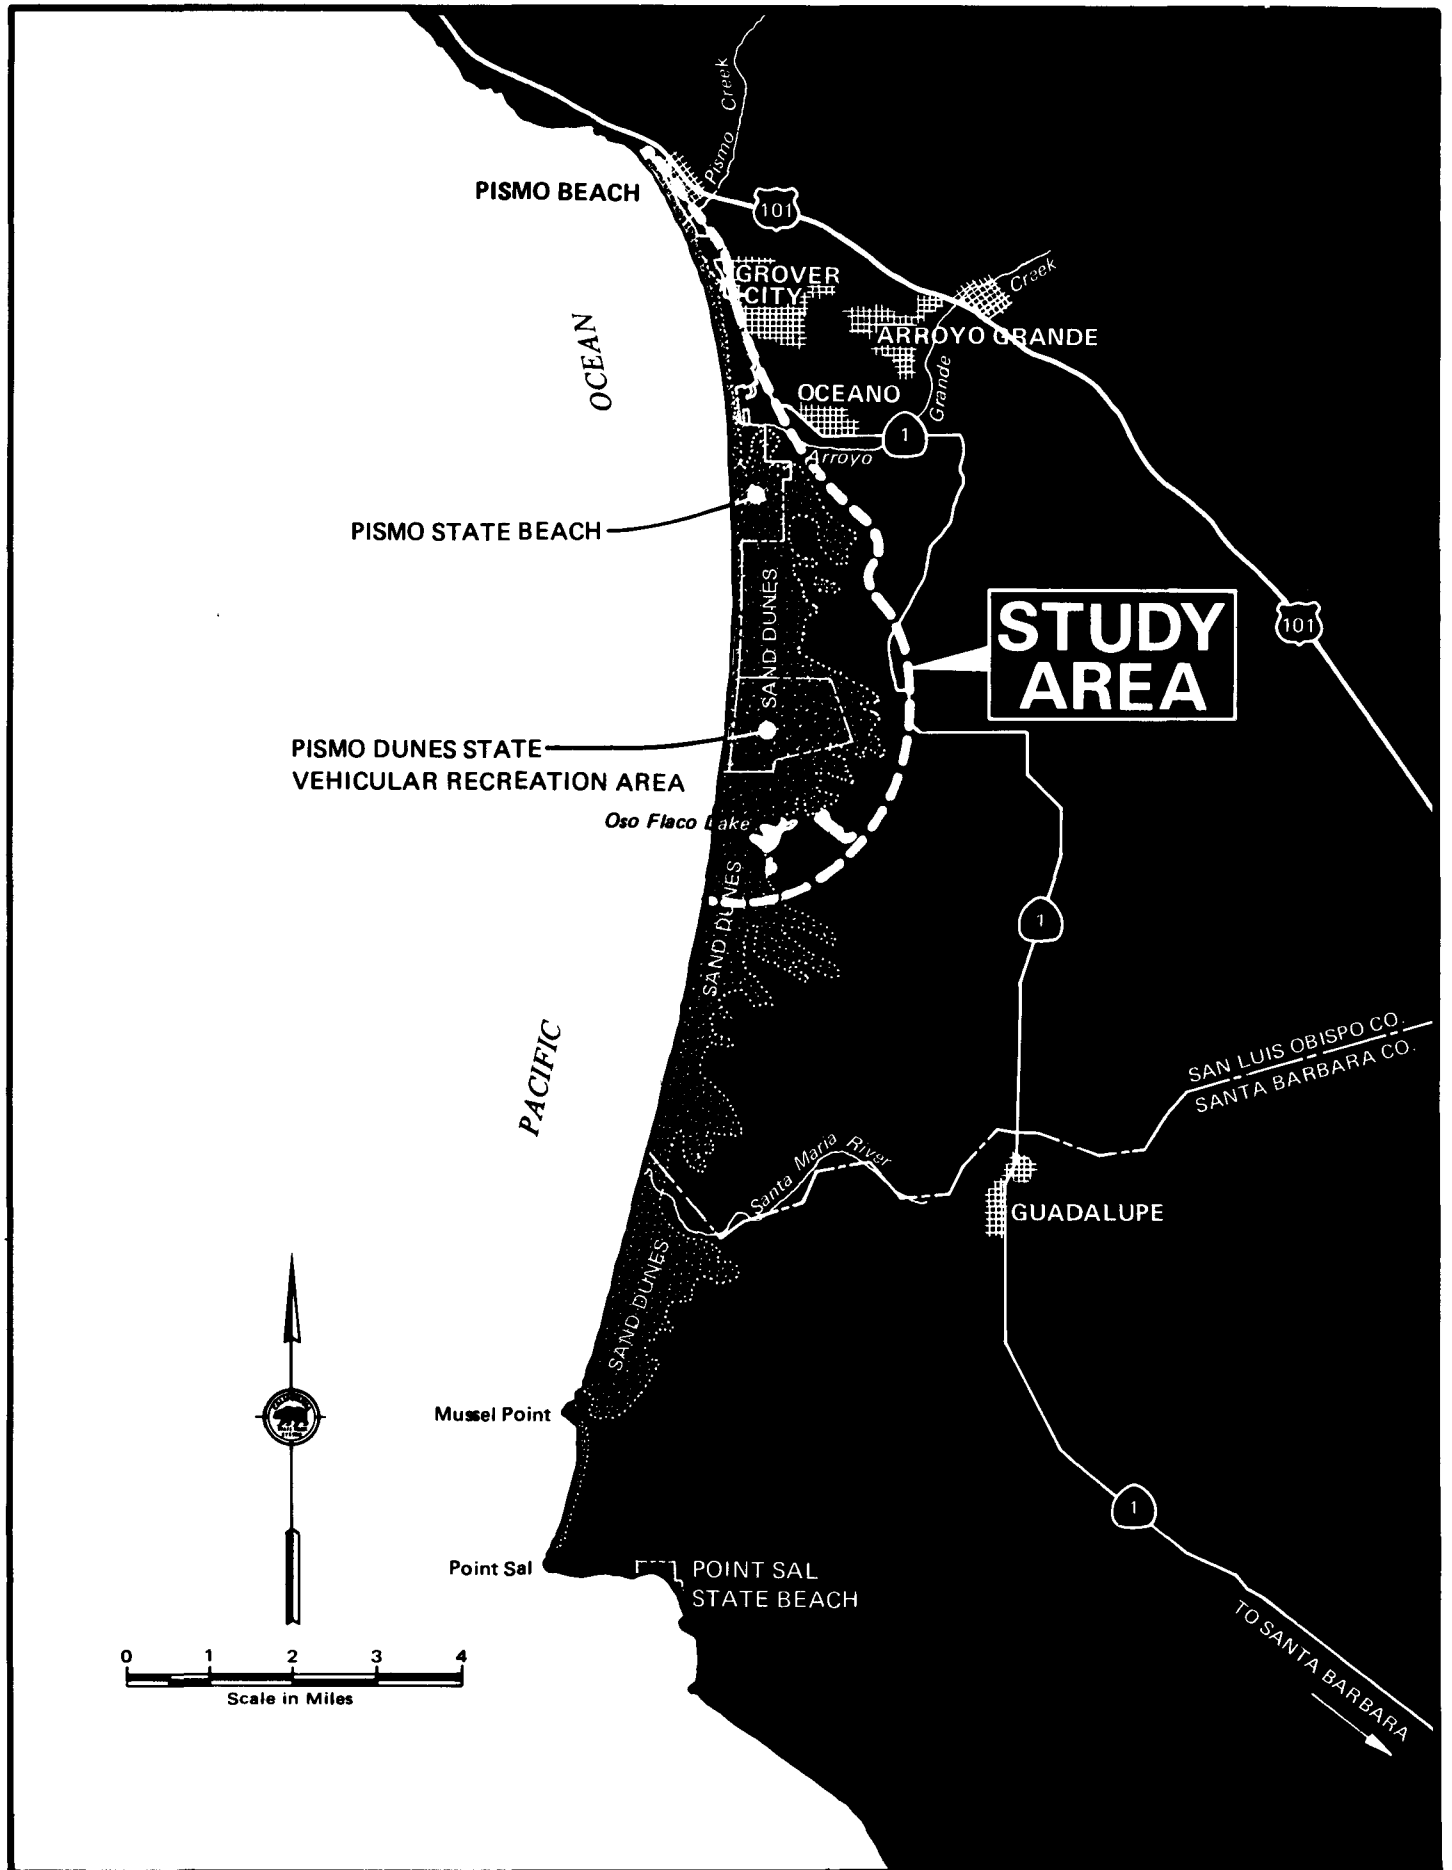 Pismo Creek
PISMO BEACH
101
GROVER
CITY
Creek
ARROYO GRANDE
OCEAN
Grande
OCEANO
1
Arroyo
PISMO STATE BEACH
SAND DUNES
STUDY
AREA
101
PISMO DUNES STATE
VEHICULAR RECREATION AREA
Oso Flaco Lake
SAND DUNES
1
PACIFIC
SAN LUIS OBISPO CO.
SANTA BARBARA CO.
Santa Maria River
GUADALUPE
SAND DUNES
Mussel Point
1
Point Sal
POINT SAL
STATE BEACH
TO SANTA BARBARA
0 1 2 3 4
Scale in Miles